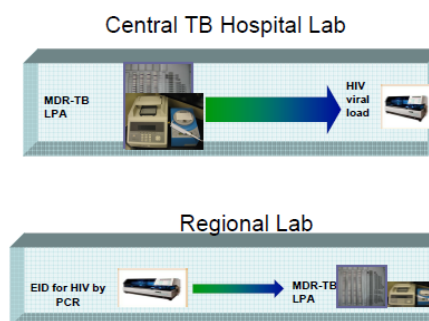 Central TB Hospital Lab
MDR-TB
LPA
HIV
viral
load
Regional Lab
EID for HIV by
PCR
MDR-TB
LPA